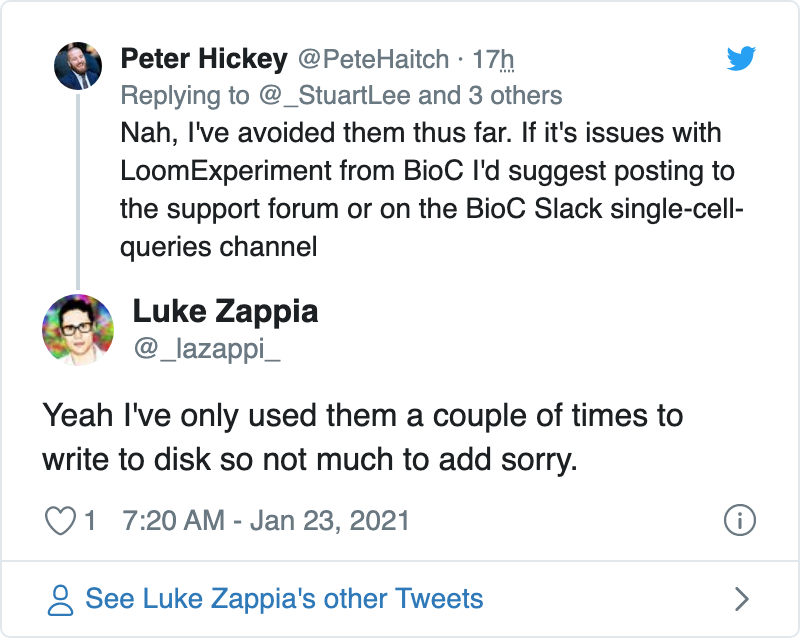 Peter Hickey @PeteHaitch · 17h
Replying to @_StuartLee and 3 others
Nah, I've avoided them thus far. If it's issues with
LoomExperiment from BioC I'd suggest posting to
the support forum or on the BioC Slack single-cell-
queries channel
Luke Zappia
@_lazappi_
Yeah I've only used them a couple of times to
write to disk so not much to add sorry.
1 7:20 AM - Jan 23, 2021
See Luke Zappia's other Tweets